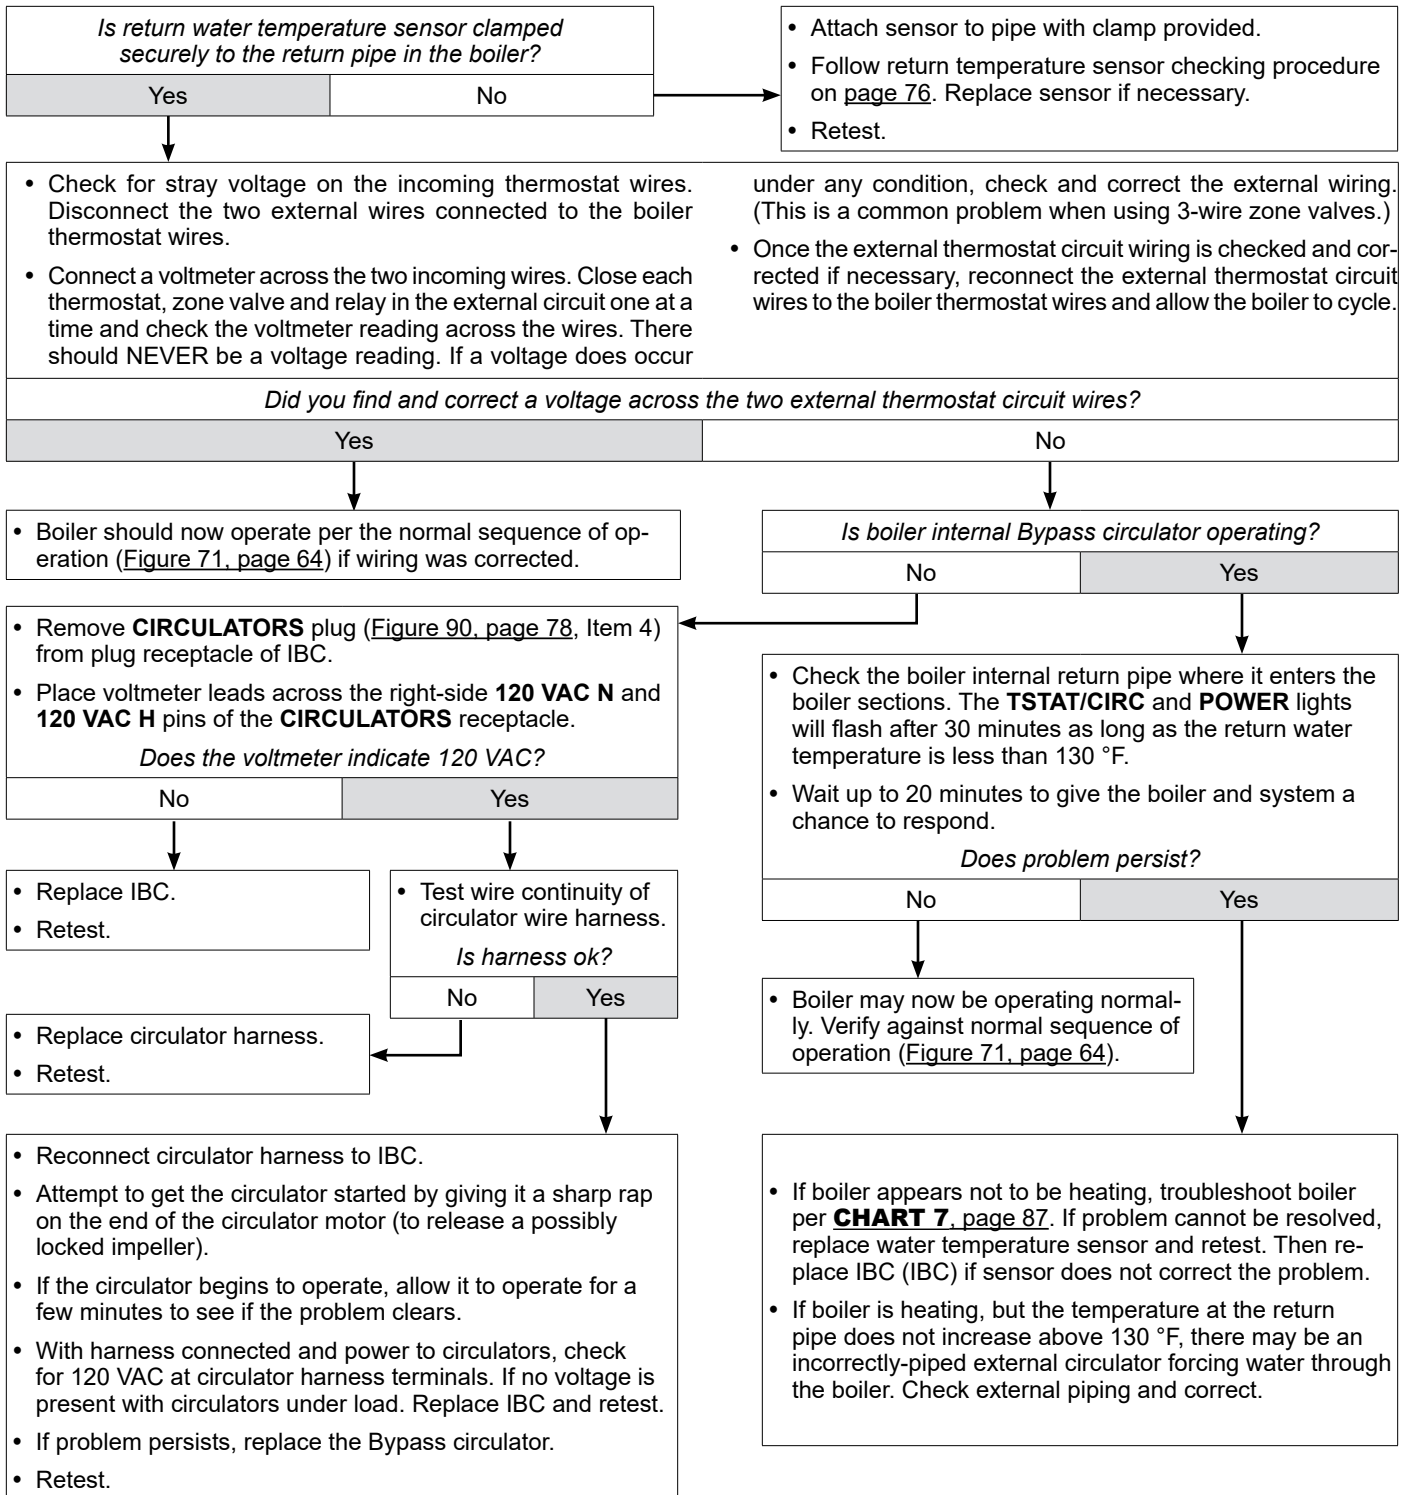 Is return water temperature sensor clamped
securely to the return pipe in the boiler?
Yes
No
• Attach sensor to pipe with clamp provided.
• Follow return temperature sensor checking procedure
on page 76. Replace sensor if necessary.
• Retest.
• Check for stray voltage on the incoming thermostat wires.
Disconnect the two external wires connected to the boiler
thermostat wires.
• Connect a voltmeter across the two incoming wires. Close each
thermostat, zone valve and relay in the external circuit one at a
time and check the voltmeter reading across the wires. There
should NEVER be a voltage reading. If a voltage does occur
under any condition, check and correct the external wiring.
(This is a common problem when using 3-wire zone valves.)
• Once the external thermostat circuit wiring is checked and cor-
rected if necessary, reconnect the external thermostat circuit
wires to the boiler thermostat wires and allow the boiler to cycle.
Did you find and correct a voltage across the two external thermostat circuit wires?
Yes
No
• Boiler should now operate per the normal sequence of op-
eration (Figure 71, page 64) if wiring was corrected.
Is boiler internal Bypass circulator operating?
No
Yes
• Remove CIRCULATORS plug (Figure 90, page 78, Item 4)
from plug receptacle of IBC.
• Place voltmeter leads across the right-side 120 VAC N and
120 VAC H pins of the CIRCULATORS receptacle.
Does the voltmeter indicate 120 VAC?
No
Yes
• Check the boiler internal return pipe where it enters the
boiler sections. The TSTAT/CIRC and POWER lights
will flash after 30 minutes as long as the return water
temperature is less than 130 °F.
• Wait up to 20 minutes to give the boiler and system a
chance to respond.
Does problem persist?
No
Yes
• Replace IBC.
• Retest.
• Test wire continuity of
circulator wire harness.
Is harness ok?
No
Yes
• Replace circulator harness.
• Retest.
• Boiler may now be operating normal-
ly. Verify against normal sequence of
operation (Figure 71, page 64).
• Reconnect circulator harness to IBC.
• Attempt to get the circulator started by giving it a sharp rap
on the end of the circulator motor (to release a possibly
locked impeller).
• If the circulator begins to operate, allow it to operate for a
few minutes to see if the problem clears.
• With harness connected and power to circulators, check
for 120 VAC at circulator harness terminals. If no voltage is
present with circulators under load. Replace IBC and retest.
• If problem persists, replace the Bypass circulator.
• Retest.
• If boiler appears not to be heating, troubleshoot boiler
per CHART 7, page 87. If problem cannot be resolved,
replace water temperature sensor and retest. Then re-
place IBC (IBC) if sensor does not correct the problem.
• If boiler is heating, but the temperature at the return
pipe does not increase above 130 °F, there may be an
incorrectly-piped external circulator forcing water through
the boiler. Check external piping and correct.